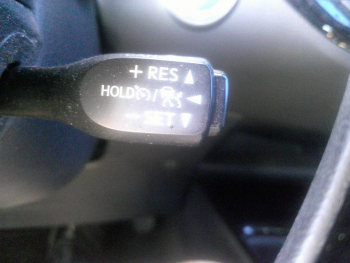 + RES ▲
HOLD / ◄
− SET ▼